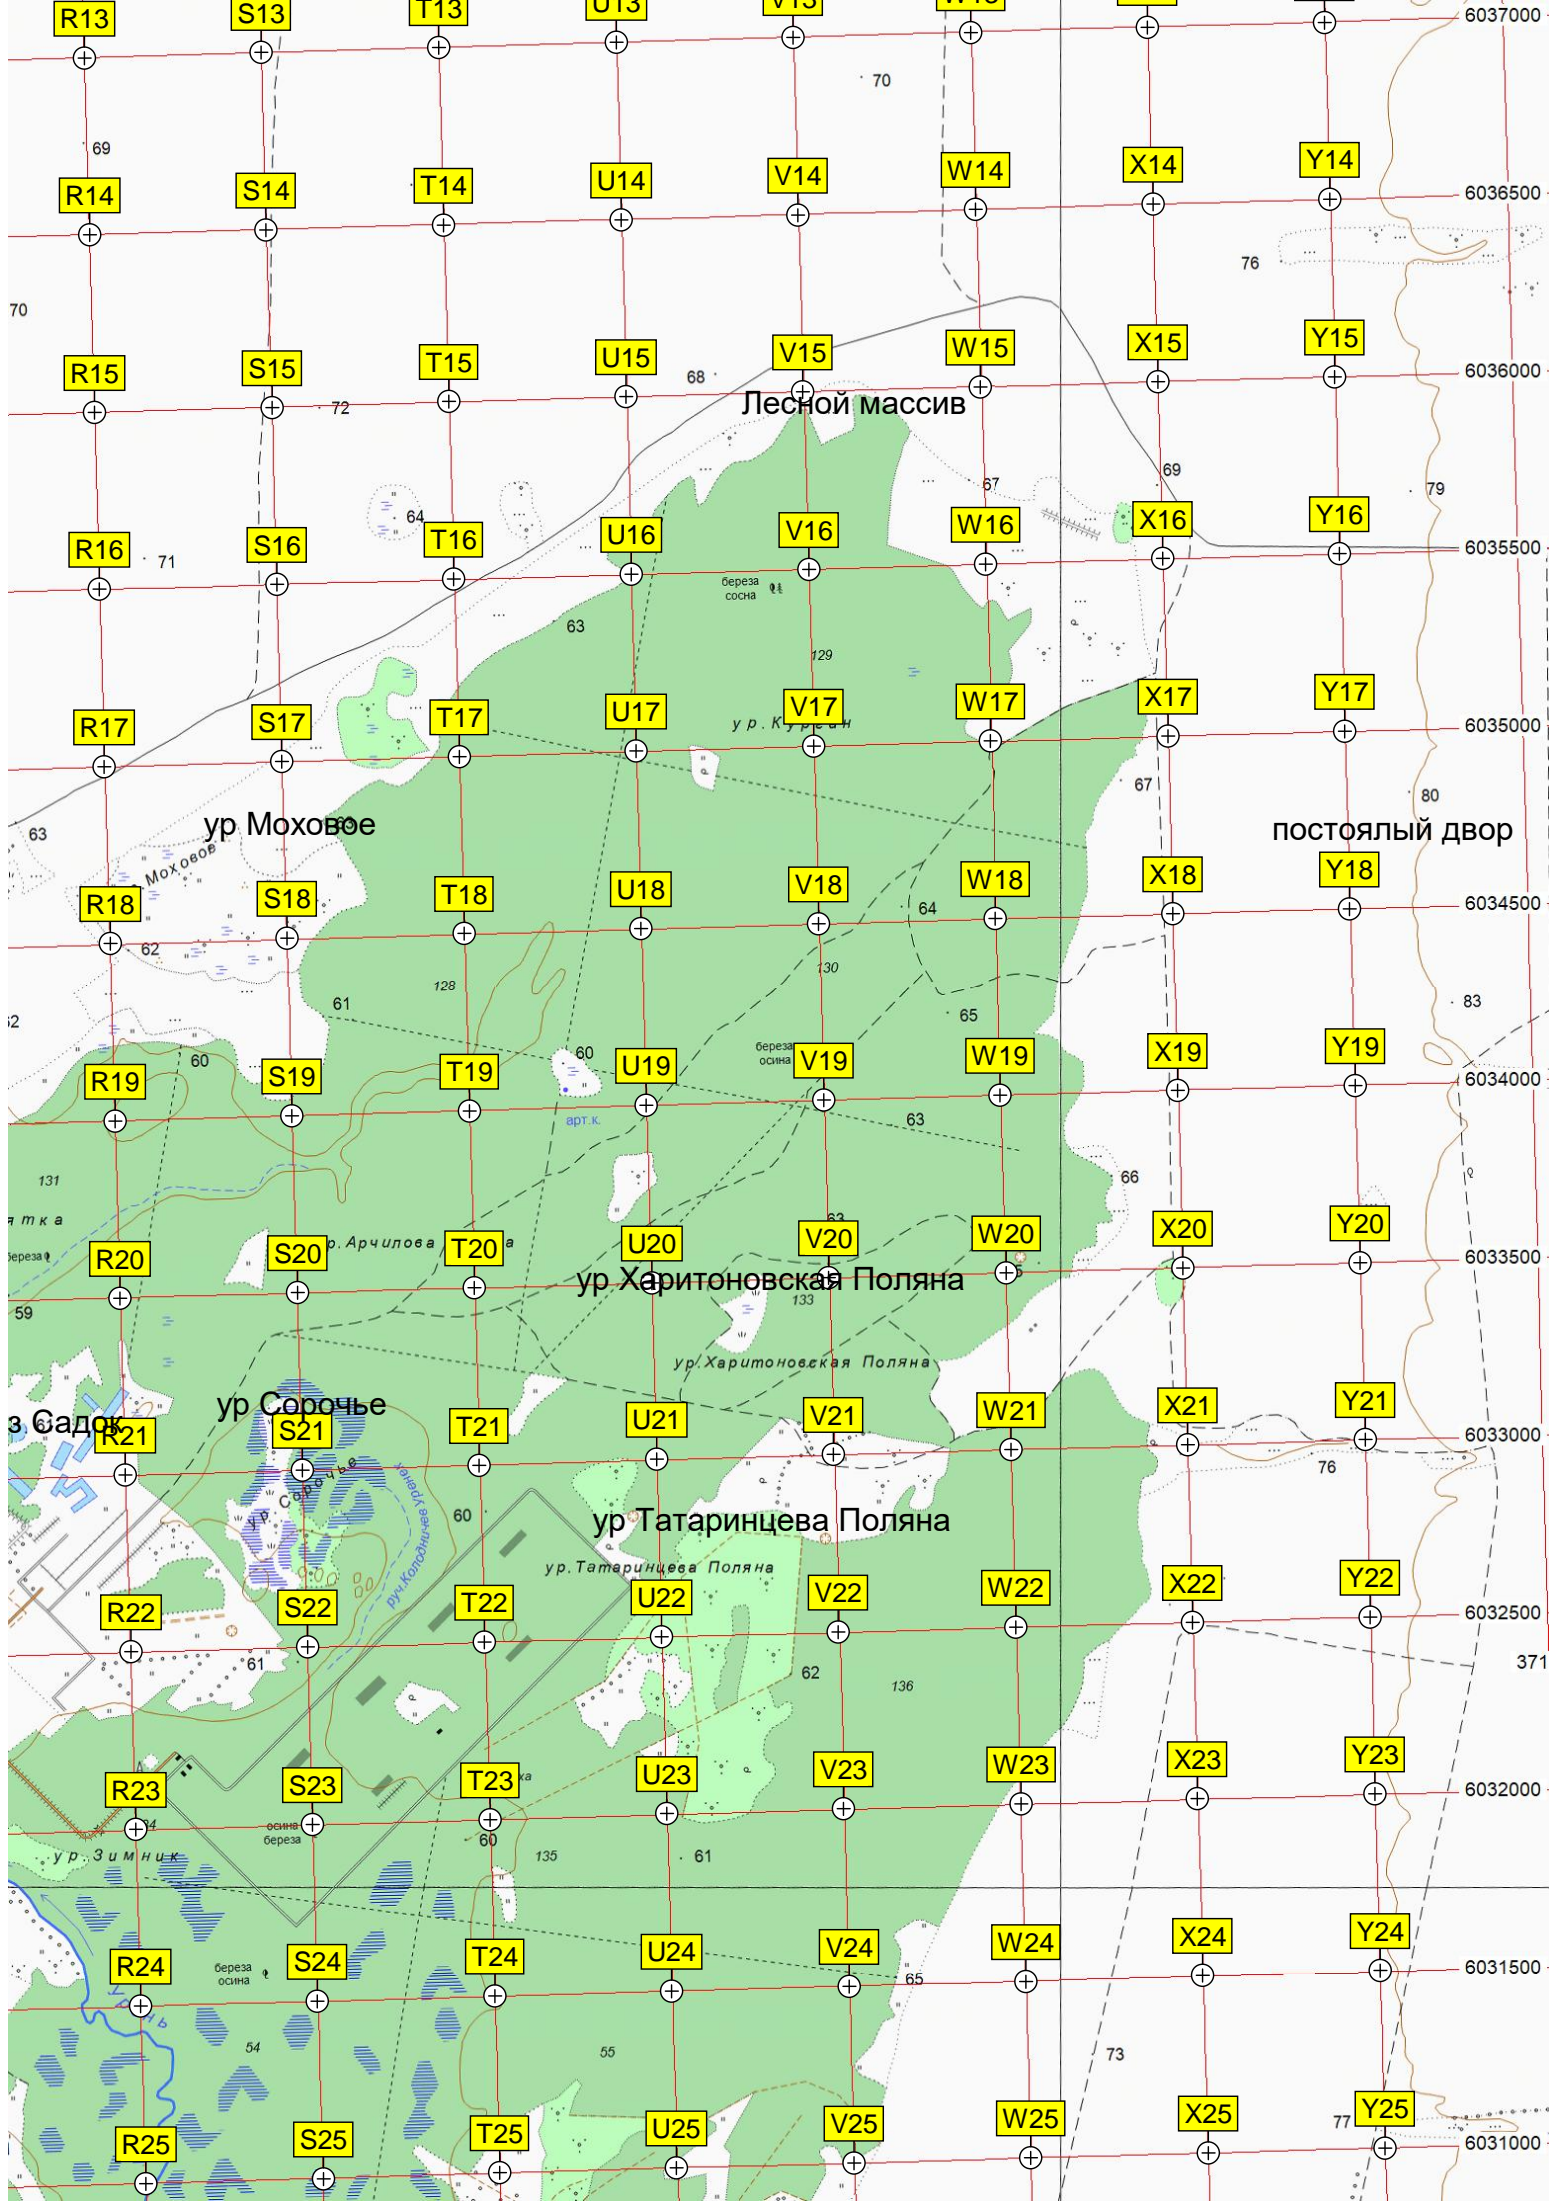 R13 S13 T13 U13 V13 W13 6037000
70
69
R14 S14 T14 U14 V14 W14 X14 Y14 6036500
76
70
R15 S15 T15 U15 V15 W15 X15 Y15 6036000
68
72
Лесной массив
69
67
79
64
R16 S16 T16 U16 V16 W16 X16 Y16 6035500
71
береза
сосна
63
129
R17 S17 T17 U17 V17 W17 X17 Y17 6035000
67
80
63
ур Моховое
постоялый двор
Моховое
R18 S18 T18 U18 V18 W18 X18 Y18 6034500
64
62
130
128
61
65
83
60
60
береза
осина
R19 S19 T19 U19 V19 W19 X19 Y19 6034000
арт.к.
63
131
66
63
береза
р.Арчилова
R20 S20 T20 U20 V20 W20 X20 Y20 6033500
ур Харитоновская Поляна
133
59
ур.Харитоновская Поляна
ур Сорочье
з Садок
R21 S21 T21 U21 V21 W21 X21 Y21 6033000
76
ур. Сорочье
руч.Колодничев Уренек
60
ур Татаринцева Поляна
ур.Татаринцева Поляна
R22 S22 T22 U22 V22 W22 X22 Y22 6032500
61
62
136
371
R23 S23 T23 U23 V23 W23 X23 Y23 6032000
осина
береза
60
ур.Зимник
135
61
R24 S24 T24 U24 V24 W24 X24 Y24 6031500
береза
осина
65
54
55
73
R25 S25 T25 U25 V25 W25 X25 Y25 6031000
77